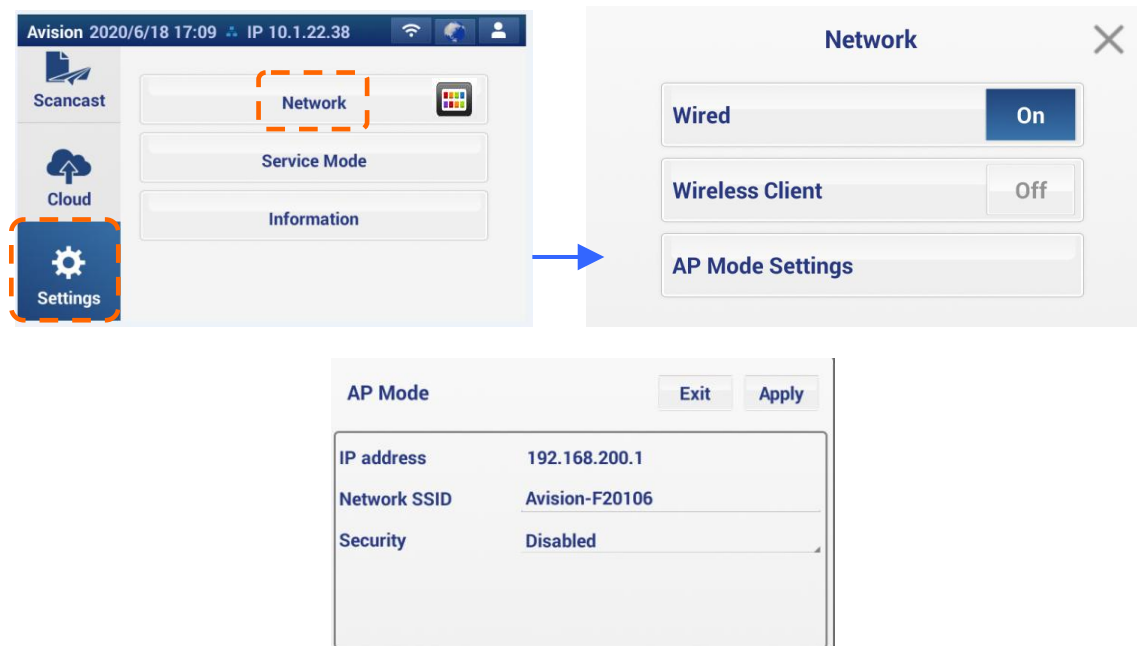 Avision 2020/6/18 17:09 IP 10.1.22.38
Scancast
Network
Service Mode
Cloud
Information
Settings
Network
Wired On
Wireless Client Off
AP Mode Settings
AP Mode Exit Apply
IP address 192.168.200.1
Network SSID Avision-F20106
Security Disabled